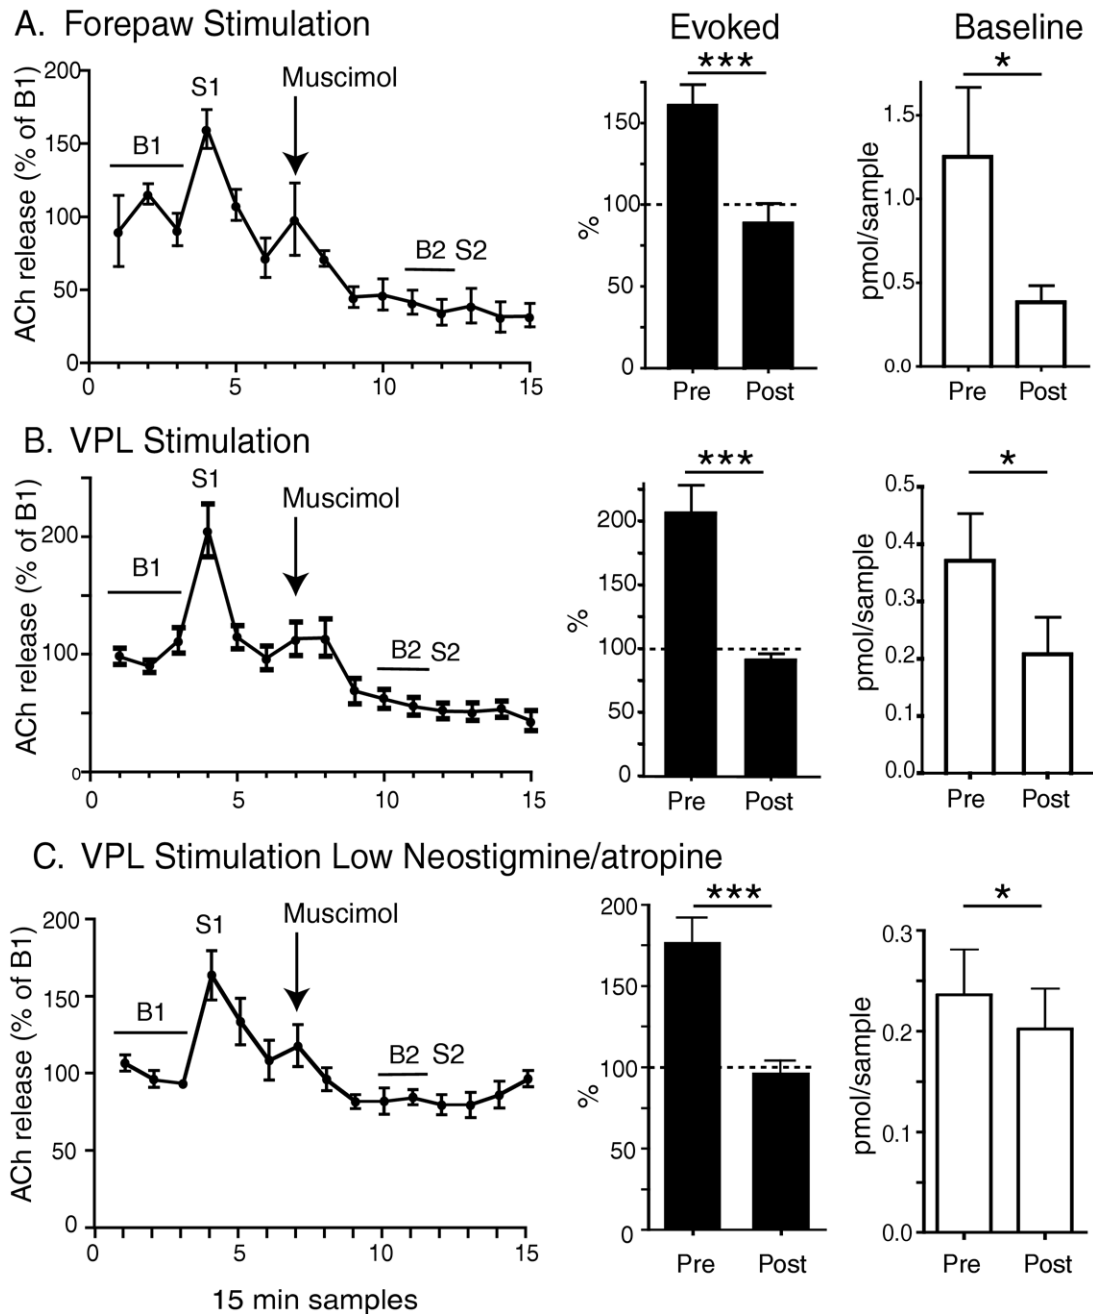 A. Forepaw Stimulation
Evoked
Baseline
ACh release (% of B1)
200
150
100
50
0
0
5
10
15
B1
S1
Muscimol
B2 S2
%
150
100
50
0
***
Pre
Post
pmol/sample
1.5
1.0
0.5
0.0
*
Pre
Post
B. VPL Stimulation
ACh release (% of B1)
200
100
0
0
5
10
15
B1
S1
Muscimol
B2 S2
%
200
150
100
50
0
***
Pre
Post
pmol/sample
0.5
0.4
0.3
0.2
0.1
0.0
*
Pre
Post
C. VPL Stimulation Low Neostigmine/atropine
ACh release (% of B1)
200
150
100
50
0
0
5
10
15
B1
S1
Muscimol
B2 S2
15 min samples
%
200
150
100
50
0
***
Pre
Post
pmol/sample
0.3
0.2
0.1
0.0
*
Pre
Post